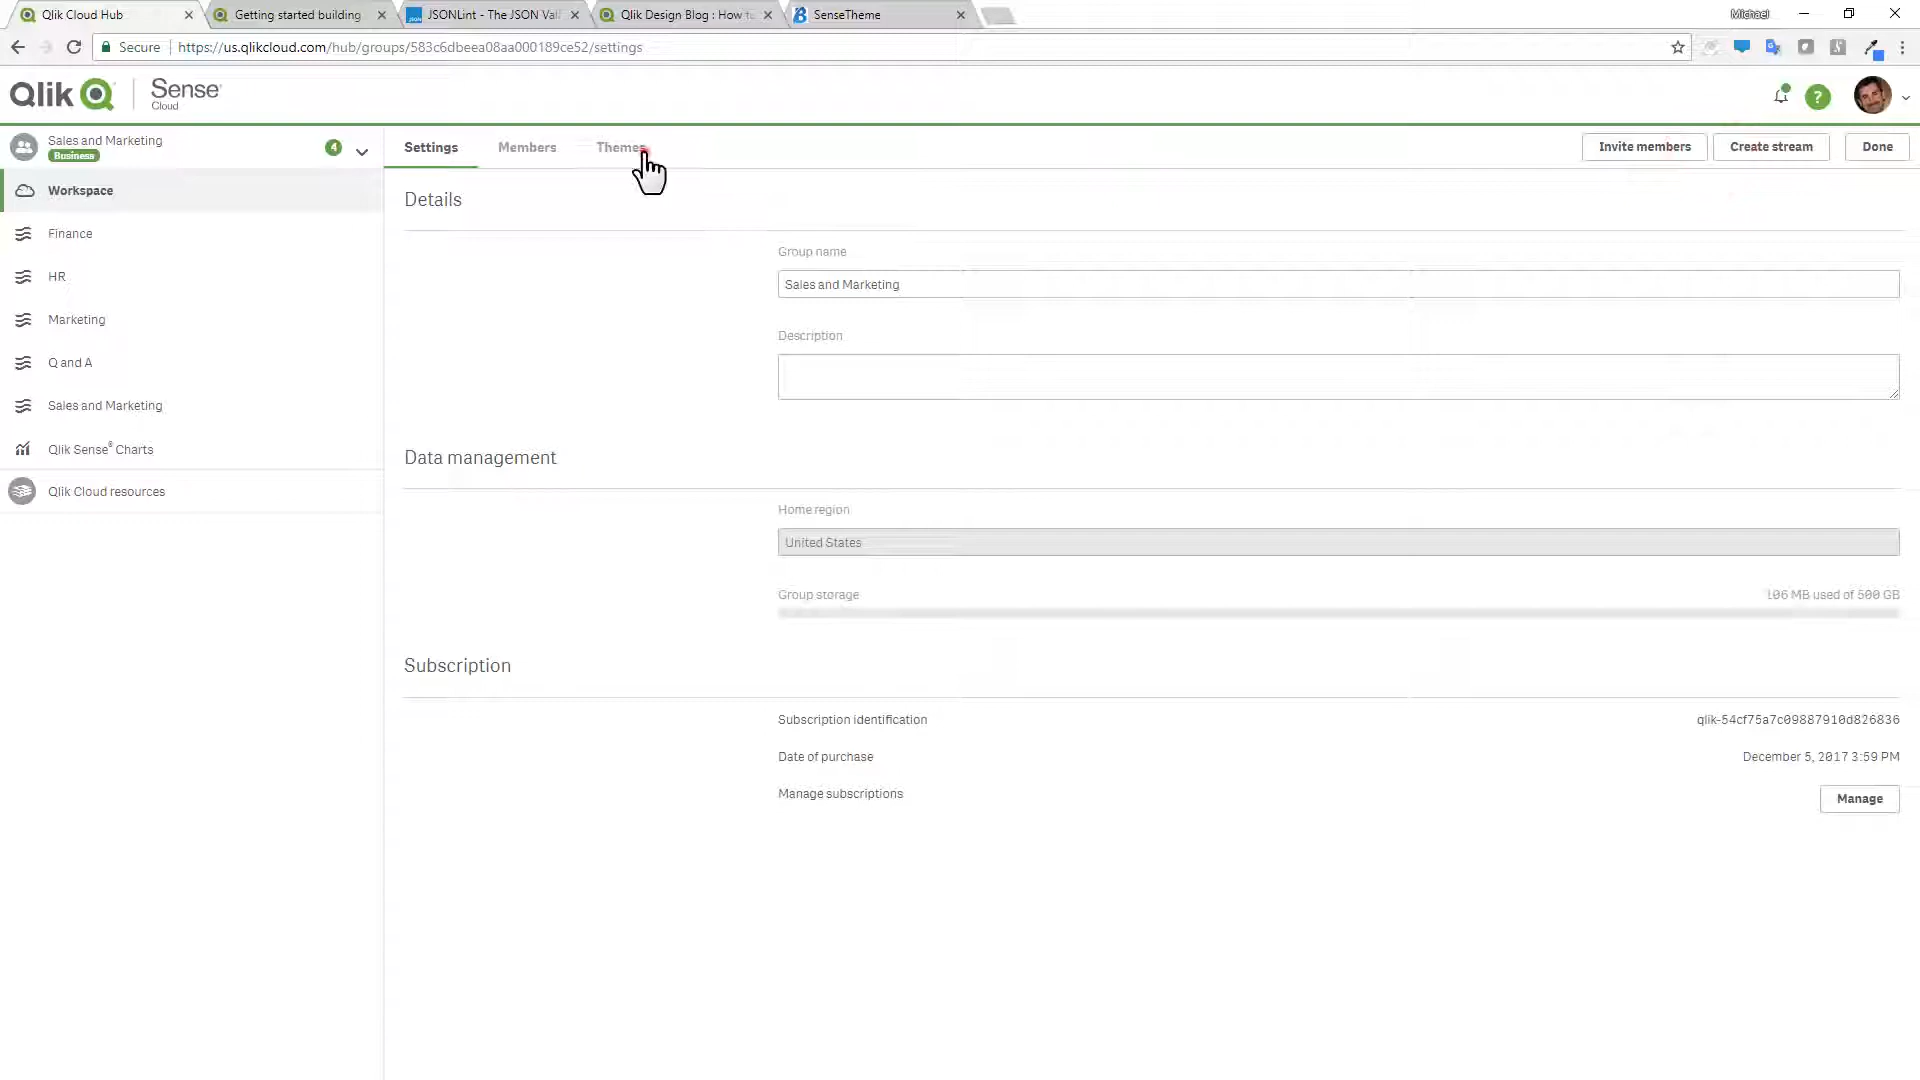 Qlik Cloud Hub
Getting started building
JSONLint - The JSON Vali
Qlik Design Blog : How to
SenseTheme
Michael
Secure
https://us.qlikcloud.com/hub/groups/583c6dbeea08aa000189ce52/settings
Qlik
Sense
Cloud
?
Sales and Marketing
Business
4
Settings
Members
Themes
Invite members
Create stream
Done
Workspace
Finance
HR
Marketing
Q and A
Sales and Marketing
Qlik Sense® Charts
Qlik Cloud resources
Details
Group name
Sales and Marketing
Description
Data management
Home region
United States
Group storage
106 MB used of 500 GB
Subscription
Subscription identification
qlik-54cf75a7c09887910d826836
Date of purchase
December 5, 2017 3:59 PM
Manage subscriptions
Manage